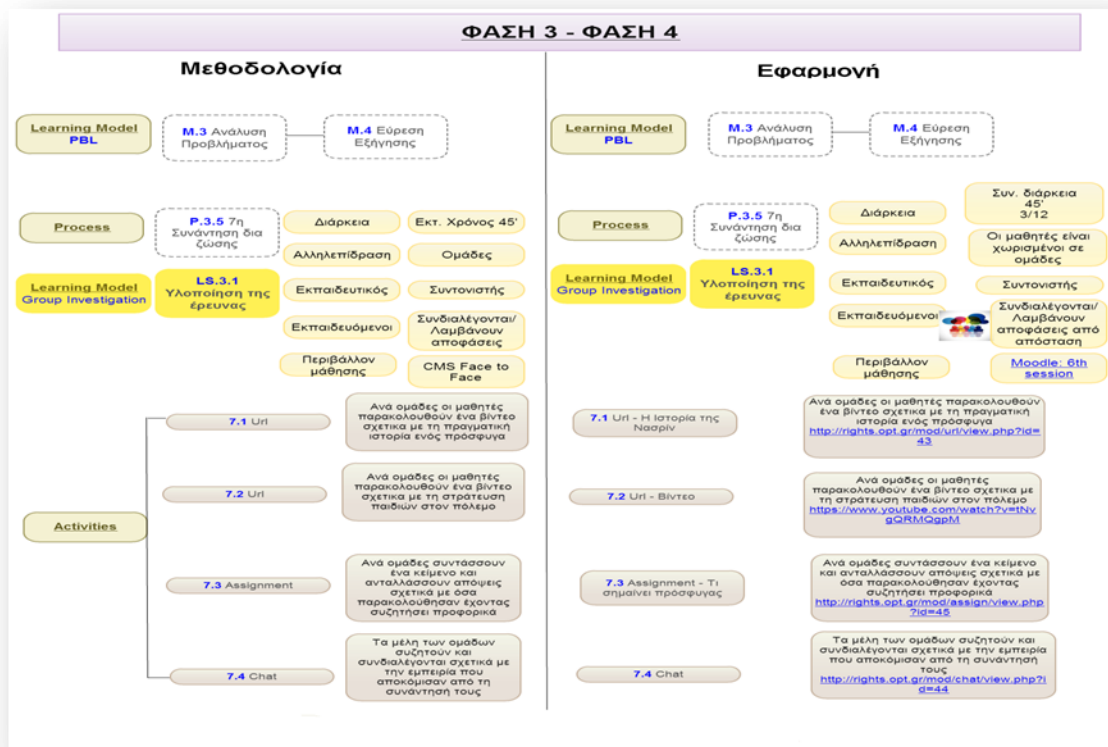 ΦΑΣΗ 3 - ΦΑΣΗ 4
Μεθοδολογία
Learning Model
PBL
M.3 Ανάλυση
Προβλήματος
M.4 Εύρεση
Εξήγησης
Process
P.3.5 7η
Συνάντηση δια
ζώσης
Διάρκεια
Εκτ. Χρόνος 45'
Αλληλεπίδραση
Ομάδες
Learning Model
Group Investigation
LS.3.1
Υλοποίηση της
έρευνας
Εκπαιδευτικός
Συντονιστής
Εκπαιδευόμενοι
Συνδιαλέγονται/
Λαμβάνουν
αποφάσεις
Περιβάλλον
μάθησης
CMS Face to
Face
Activities
7.1 Url
Ανά ομάδες οι μαθητές
παρακολουθούν ένα βίντεο
σχετικα με τη πραγματική
ιστορία ενός πρόσφυγα
7.2 Url
Ανά ομάδες οι μαθητές
παρακολουθούν ένα βίντεο
σχετικα με τη στράτευση
παιδιών στον πόλεμο
7.3 Assignment
Ανά ομάδες συντάσσουν
ένα κείμενο και
ανταλλάσσουν απόψεις
σχετικά με όσα
παρακολούθησαν έχοντας
συζητήσει προφορικά
7.4 Chat
Τα μέλη των ομάδων
συζητούν και
συνδιαλέγονται σχετικά με
την εμπειρία που
αποκόμισαν από τη
συνάντησή τους
Εφαρμογή
Learning Model
PBL
M.3 Ανάλυση
Προβλήματος
M.4 Εύρεση
Εξήγησης
Process
P.3.5 7η
Συνάντηση δια
ζώσης
Διάρκεια
Συν. διάρκεια
45'
3/12
Αλληλεπίδραση
Οι μαθητές είναι
χωρισμένοι σε
ομάδες
Learning Model
Group Investigation
LS.3.1
Υλοποίηση της
έρευνας
Εκπαιδευτικός
Συντονιστής
Εκπαιδευόμενοι
Συνδιαλέγονται/
Λαμβάνουν
αποφάσεις από
απόσταση
Περιβάλλον
μάθησης
Moodle: 6th
session
7.1 Url - Η Ιστορία της
Νασρίν
Ανά ομάδες οι μαθητές παρακολουθούν
ένα βίντεο σχετικα με τη πραγματική
ιστορία ενός πρόσφυγα
http://rights.opt.gr/mod/url/view.php?id=
43
7.2 Url - Βίντεο
Ανά ομάδες οι μαθητές
παρακολουθούν ένα βίντεο σχετικα με
τη στράτευση παιδιών στον πόλεμο
https://www.youtube.com/watch?v=tNv
gQRMQgpM
7.3 Assignment - Τι
σημαίνει πρόσφυγας
Ανά ομάδες συντάσσουν ένα κείμενο
και ανταλλάσσουν απόψεις σχετικά με
όσα παρακολούθησαν έχοντας
συζητήσει προφορικά
http://rights.opt.gr/mod/assign/view.php
?id=45
7.4 Chat
Τα μέλη των ομάδων συζητούν και
συνδιαλέγονται σχετικά με την εμπειρία
που αποκόμισαν από τη συνάντησή
τους
http://rights.opt.gr/mod/chat/view.php?i
d=44